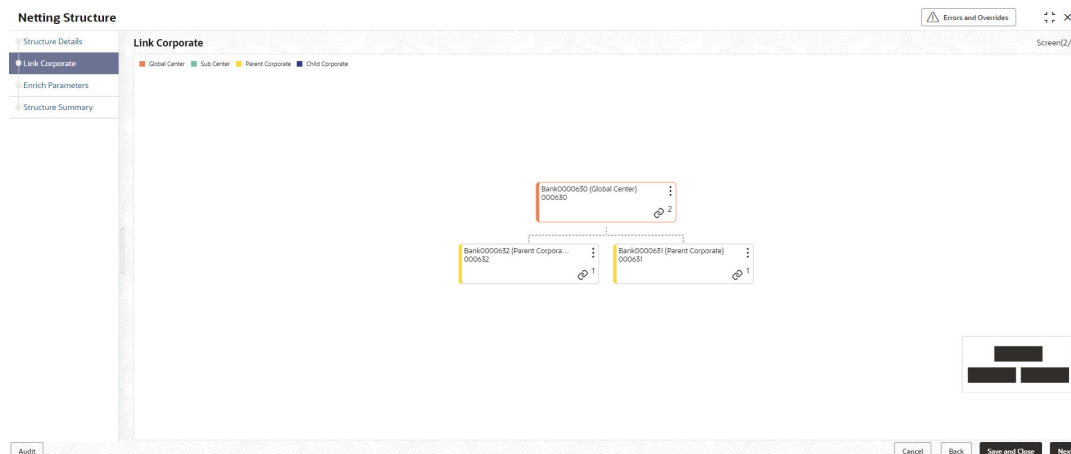 Netting Structure
Errors and Overrides
Structure Details
Link Corporate
Enrich Parameters
Structure Summary
Link Corporate
Screen(2/
Global Center Sub Center Parent Corporate Child Corporate
Bank0000630 (Global Center)
000630
2
Bank0000632 (Parent Corpora...
000632
1
Bank0000631 (Parent Corporate)
000631
1
Audit
Cancel Back Save and Close Next